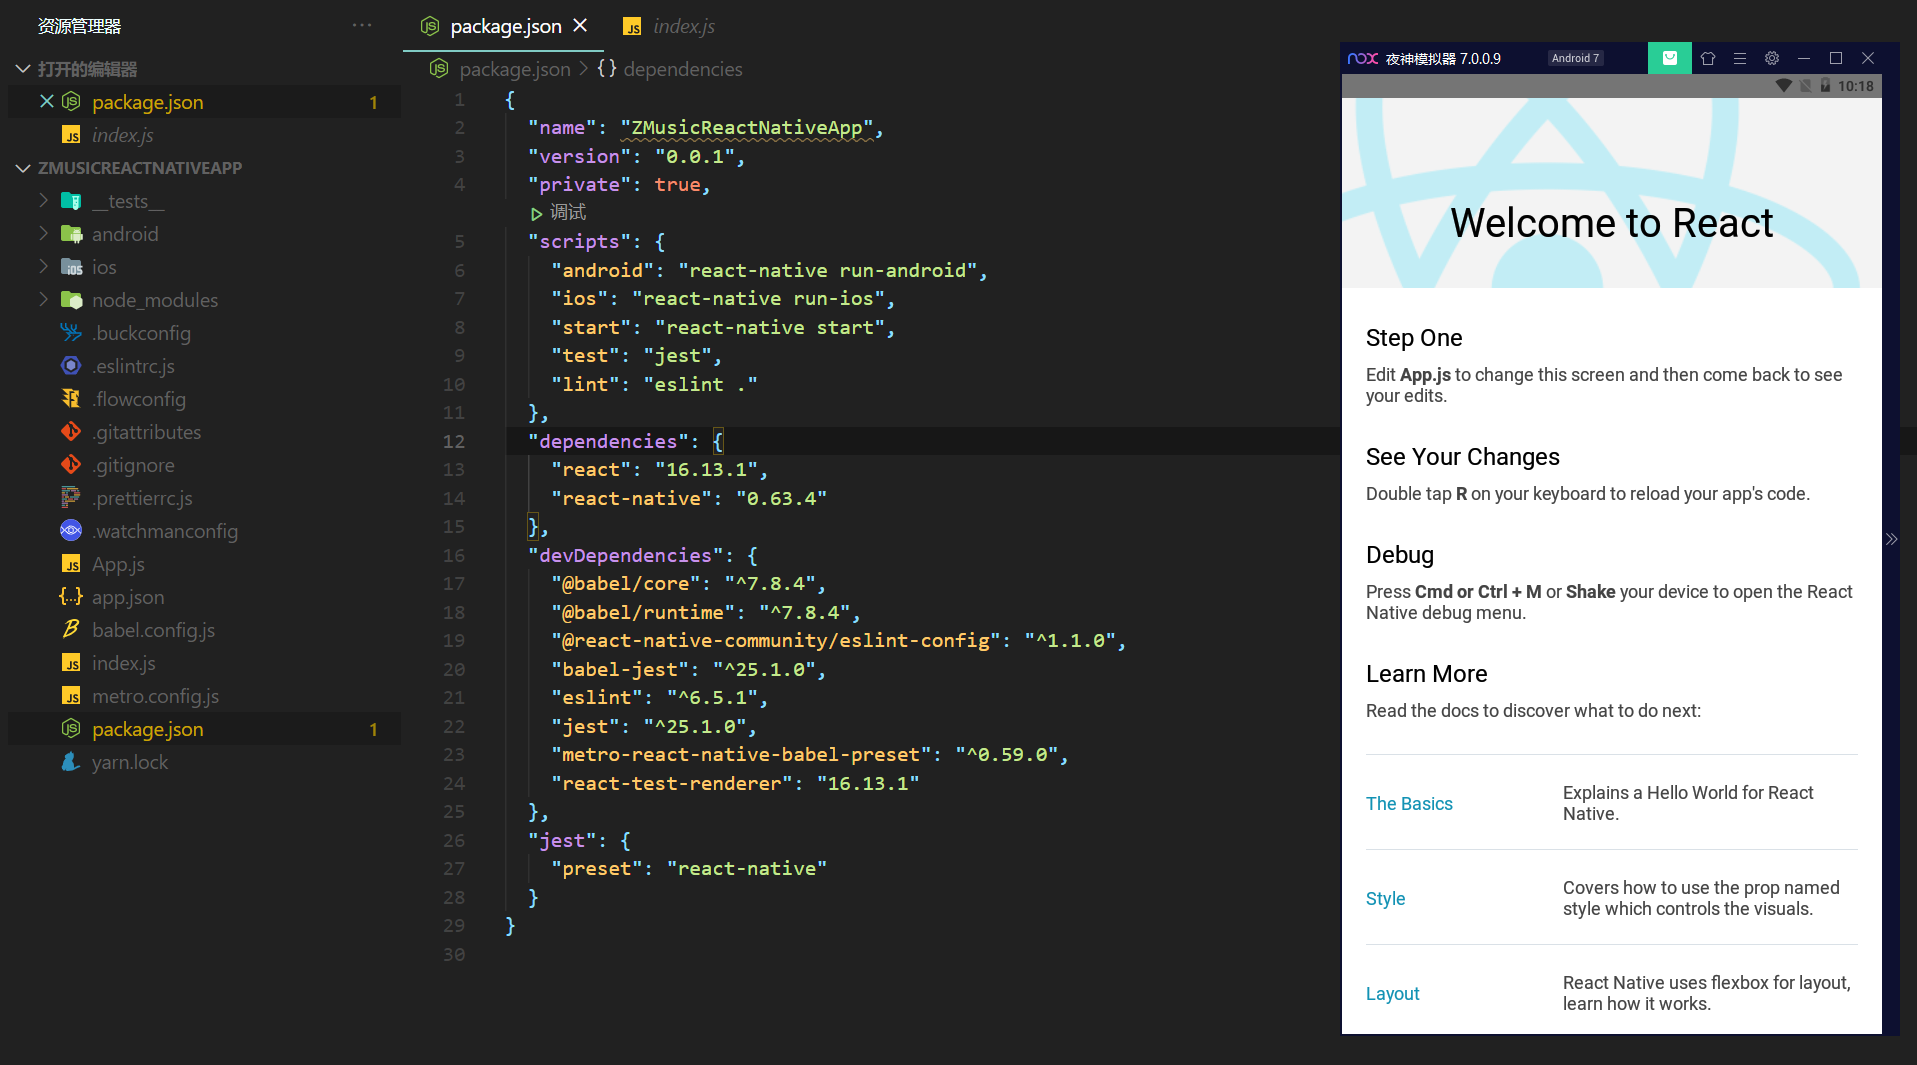 资源管理器
···
打开的编辑器
package.json
1
index.js
ZMUSICREACTNATIVEAPP
__tests__
android
ios
node_modules
.buckconfig
.eslintrc.js
.flowconfig
.gitattributes
.gitignore
.prettierrc.js
.watchmanconfig
App.js
app.json
babel.config.js
index.js
metro.config.js
package.json
1
yarn.lock
package.json
index.js
package.json > {} dependencies
1 {
2 "name": "ZMusicReactNativeApp",
3 "version": "0.0.1",
4 "private": true,
调试
5 "scripts": {
6 "android": "react-native run-android",
7 "ios": "react-native run-ios",
8 "start": "react-native start",
9 "test": "jest",
10 "lint": "eslint ."
11 },
12 "dependencies": {
13 "react": "16.13.1",
14 "react-native": "0.63.4"
15 },
16 "devDependencies": {
17 "@babel/core": "^7.8.4",
18 "@babel/runtime": "^7.8.4",
19 "@react-native-community/eslint-config": "^1.1.0",
20 "babel-jest": "^25.1.0",
21 "eslint": "^6.5.1",
22 "jest": "^25.1.0",
23 "metro-react-native-babel-preset": "^0.59.0",
24 "react-test-renderer": "16.13.1"
25 },
26 "jest": {
27 "preset": "react-native"
28 }
29 }
30
nox 夜神模拟器 7.0.0.9 Android 7
10:18
Welcome to React
Step One
Edit App.js to change this screen and then come back to see
your edits.
See Your Changes
Double tap R on your keyboard to reload your app's code.
Debug
Press Cmd or Ctrl + M or Shake your device to open the React
Native debug menu.
Learn More
Read the docs to discover what to do next:
The Basics
Explains a Hello World for React
Native.
Style
Covers how to use the prop named
style which controls the visuals.
Layout
React Native uses flexbox for layout,
learn how it works.